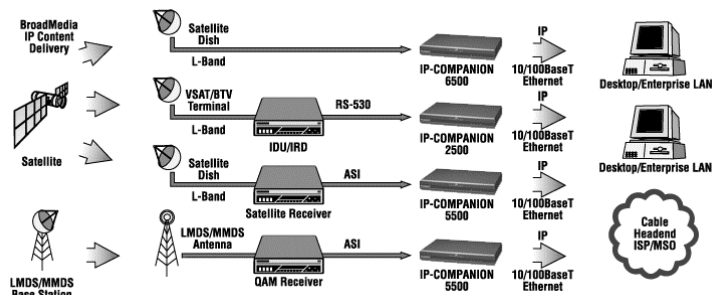 BroadMedia
IP Content
Delivery
Satellite
Dish
L-Band
IP-COMPANION
6500
IP
10/100BaseT
Ethernet
Desktop/Enterprise LAN
Satellite
VSAT/BTV
Terminal
L-Band
IDU/IRD
RS-530
IP-COMPANION
2500
IP
10/100BaseT
Ethernet
Desktop/Enterprise LAN
Satellite
Dish
L-Band
Satellite Receiver
ASI
IP-COMPANION
5500
IP
10/100BaseT
Ethernet
Cable
Headend
ISP/MSO
LMDS/MMDS
Base Station
LMDS/MMDS
Antenna
QAM Receiver
ASI
IP-COMPANION
5500
IP
10/100BaseT
Ethernet